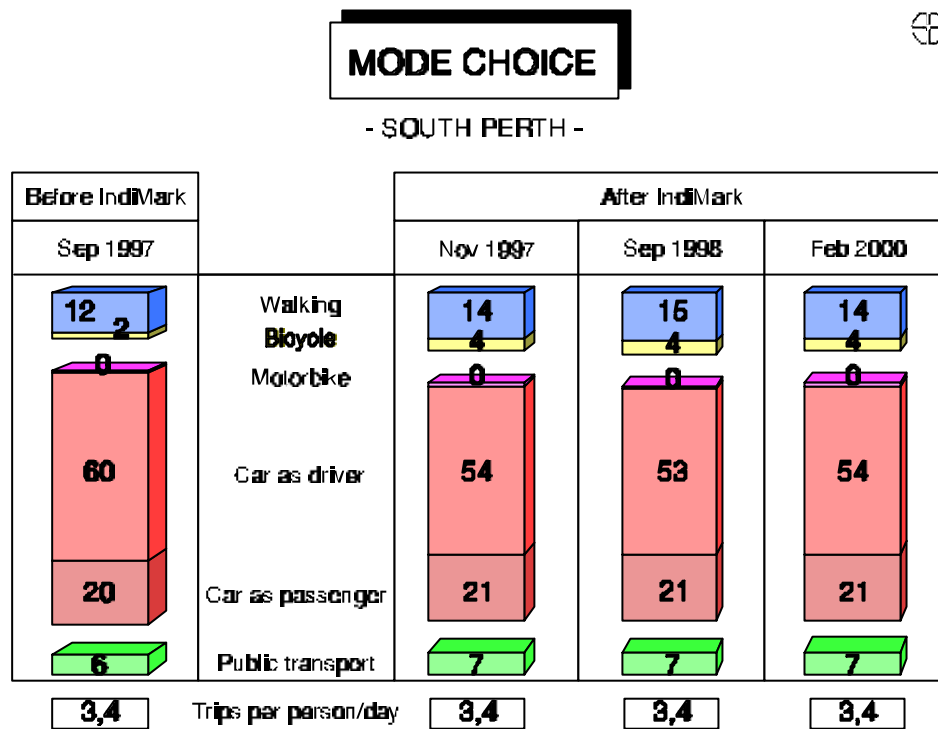 MODE CHOICE
- SOUTH PERTH -
Before IndiMark After IndiMark
Sep 1997 Nov 1997 Sep 1998 Feb 2000
12 Walking 14 15 14
2 Bicycle 4 4 4
0 Motorbike 0 0 0
60 Car as driver 54 53 54
20 Car as passenger 21 21 21
6 Public transport 7 7 7
3,4 Trips per person/day 3,4 3,4 3,4